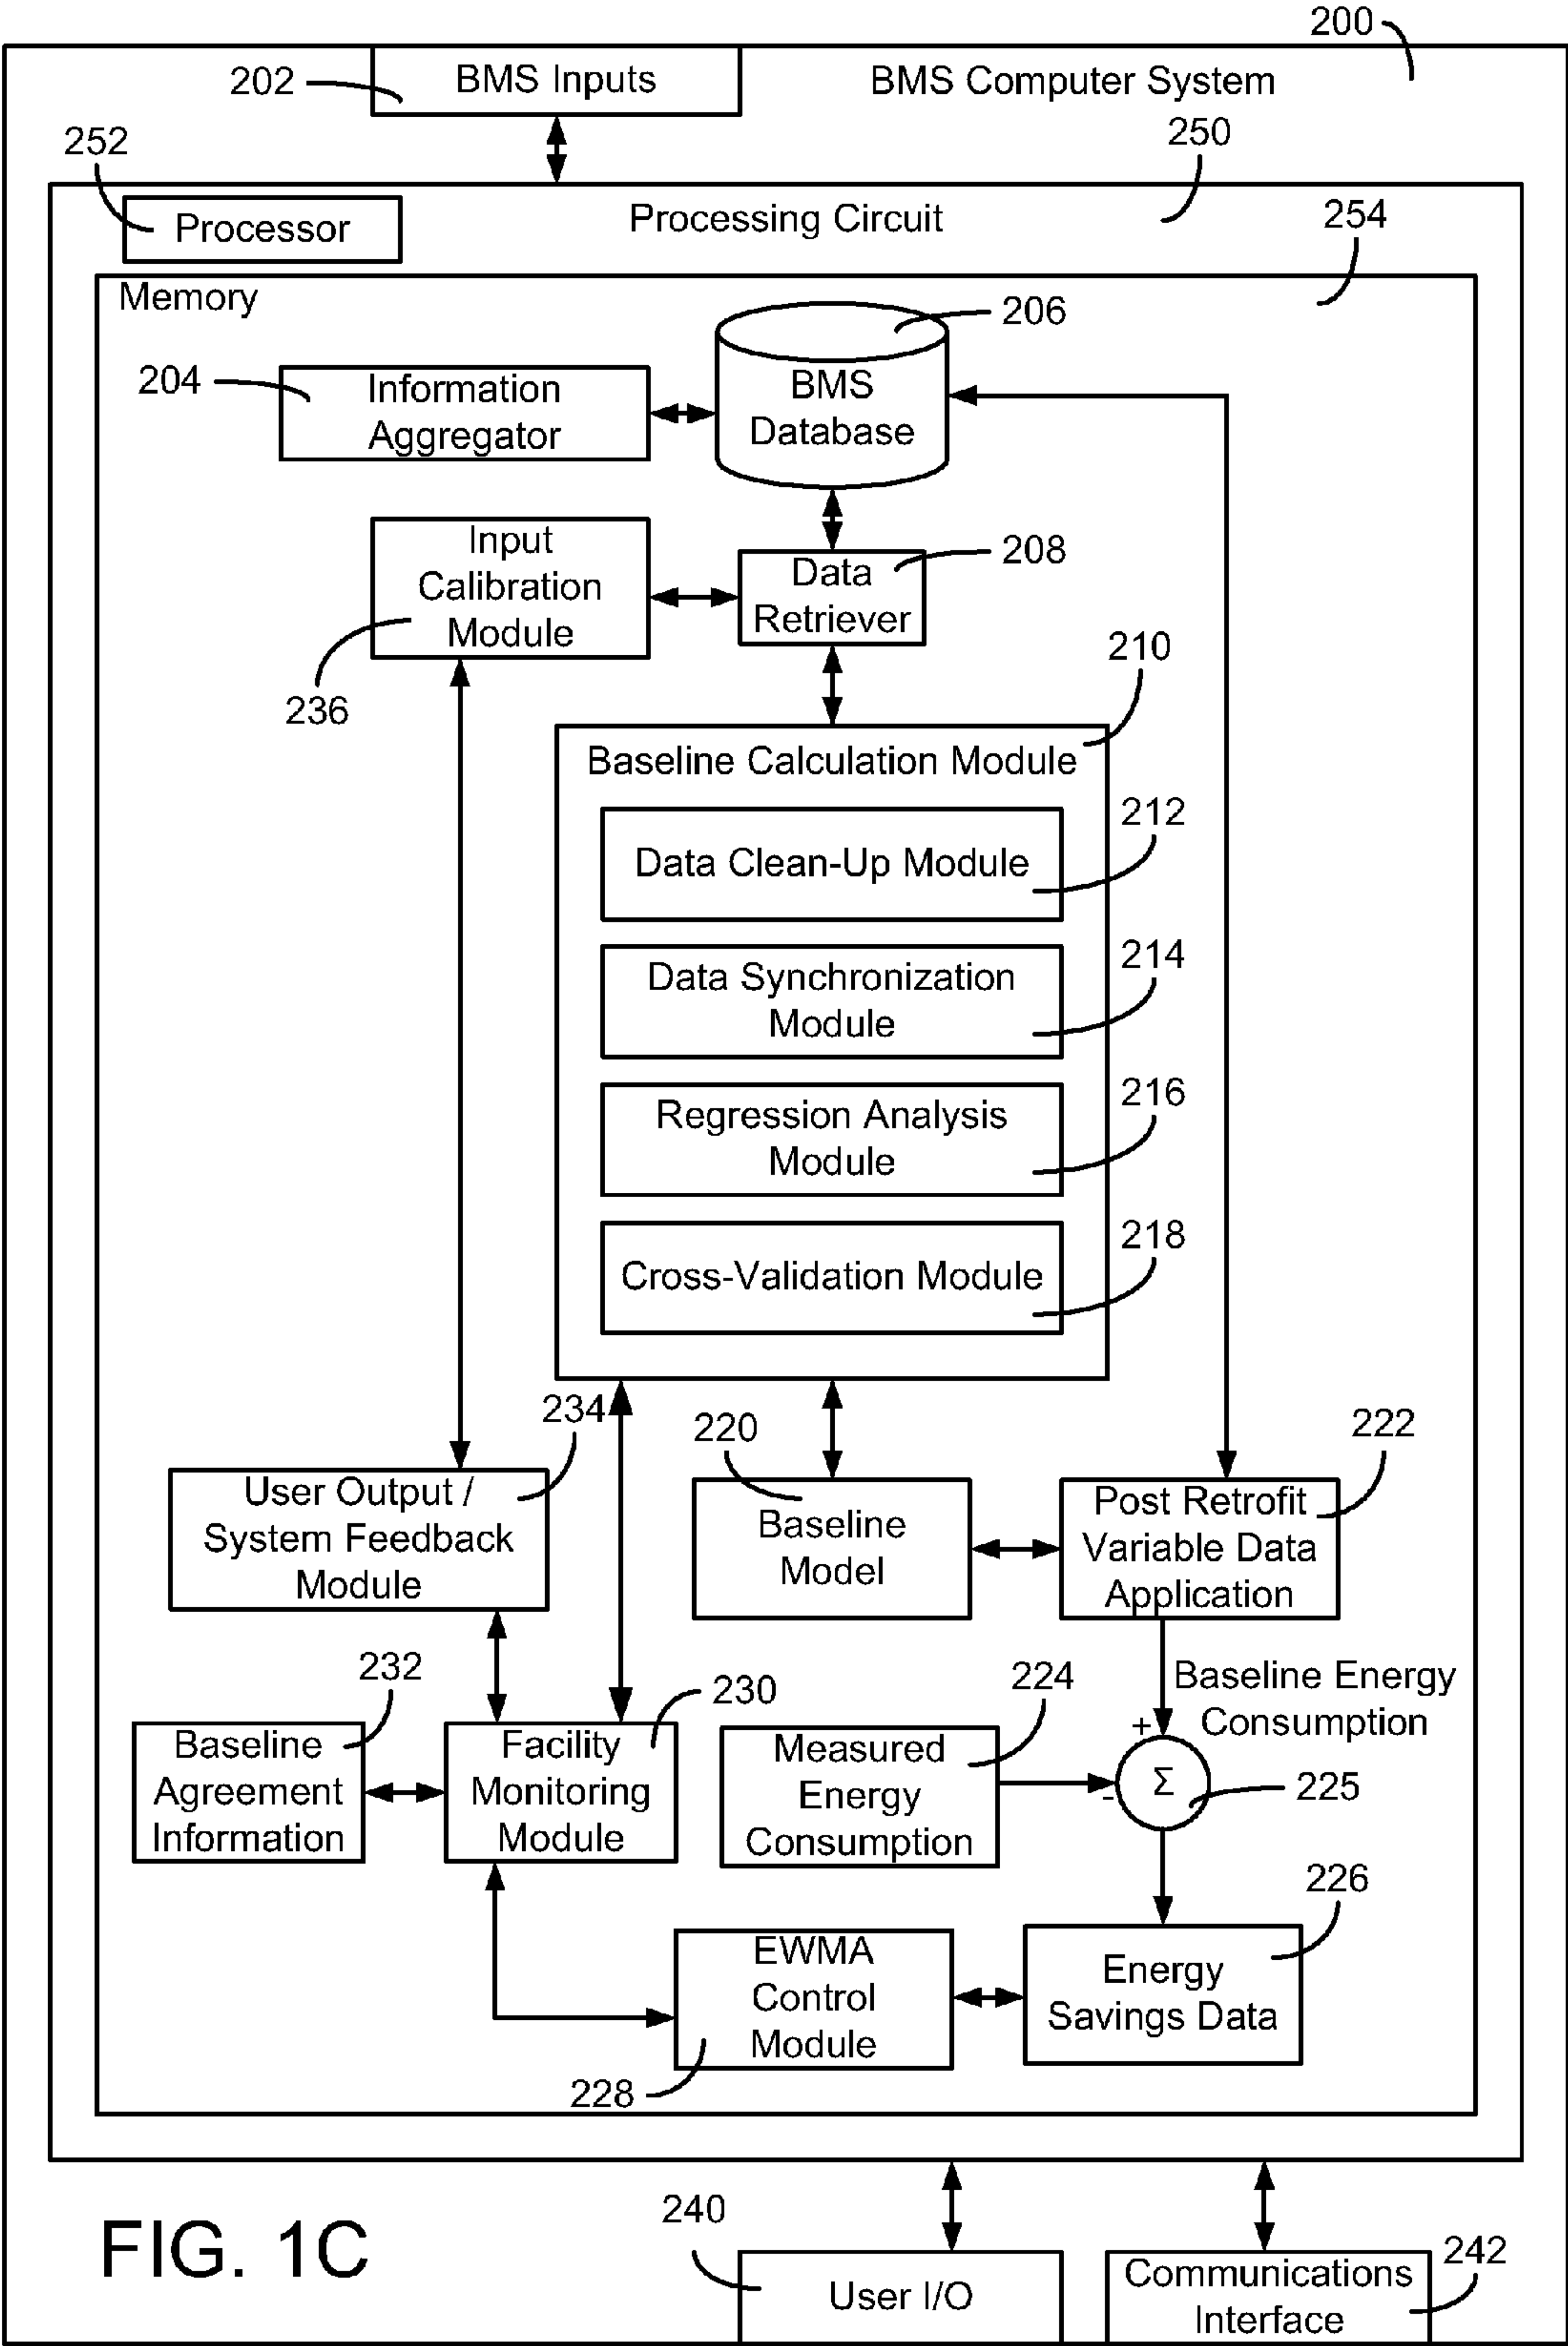 200
202
BMS Inputs
BMS Computer System
252
250
Processor
Processing Circuit
254
Memory
206
204
Information
Aggregator
BMS
Database
Input
Calibration
Module
236
Data
Retriever
208
210
Baseline Calculation Module
212
Data Clean-Up Module
214
Data Synchronization
Module
216
Regression Analysis
Module
218
Cross-Validation Module
234
User Output /
System Feedback
Module
220
Baseline
Model
222
Post Retrofit
Variable Data
Application
232
Baseline
Agreement
Information
230
Facility
Monitoring
Module
224
Measured
Energy
Consumption
Baseline Energy
Consumption
+
-
Σ
225
226
EWMA
Control
Module
228
Energy
Savings Data
FIG. 1C
240
User I/O
242
Communications
Interface